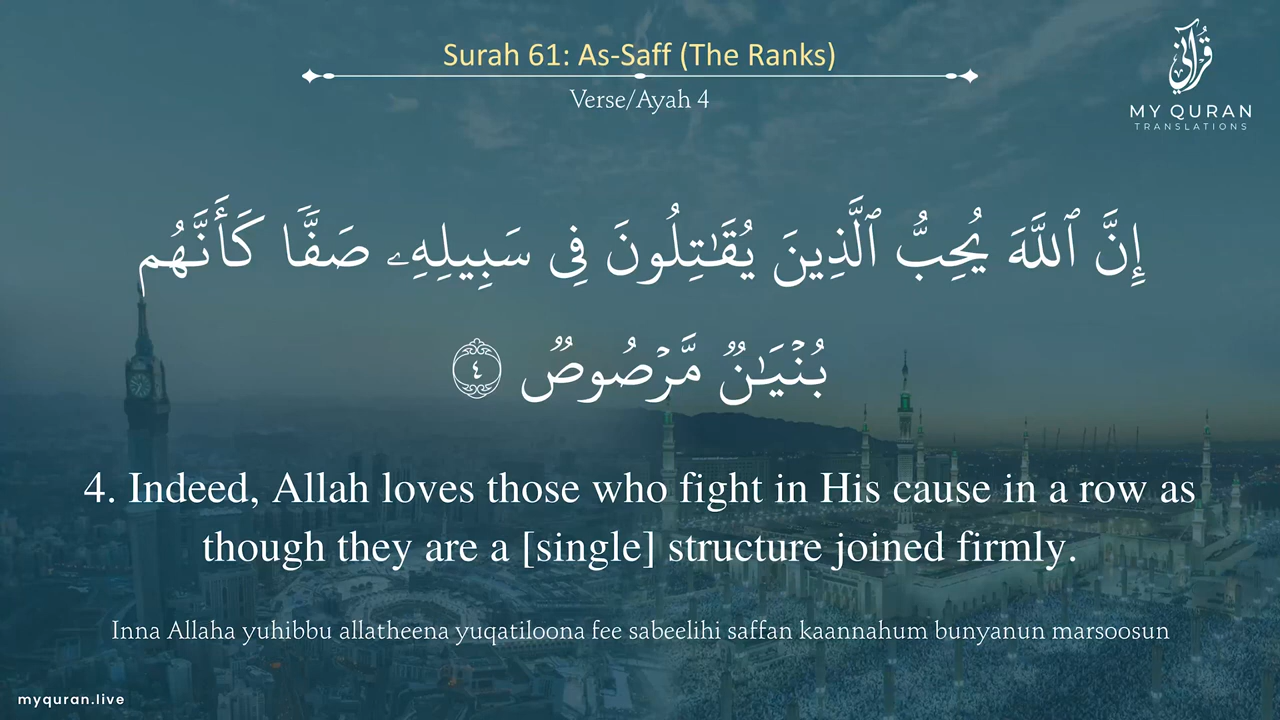 Surah 61: As-Saff (The Ranks)
Verse/Ayah 4
قُرآنِي
MY QURAN
TRANSLATIONS
إِنَّ ٱللَّهَ يُحِبُّ ٱلَّذِينَ يُقَـٰتِلُونَ فِى سَبِيلِهِۦ صَفًّا كَأَنَّهُم
بُنْيَـٰنٌ مَّرْصُوصٌ ٤
4. Indeed, Allah loves those who fight in His cause in a row as
though they are a [single] structure joined firmly.
Inna Allaha yuhibbu allatheena yuqatiloona fee sabeelihi saffan kaannahum bunyanun marsoosun
myquran.live